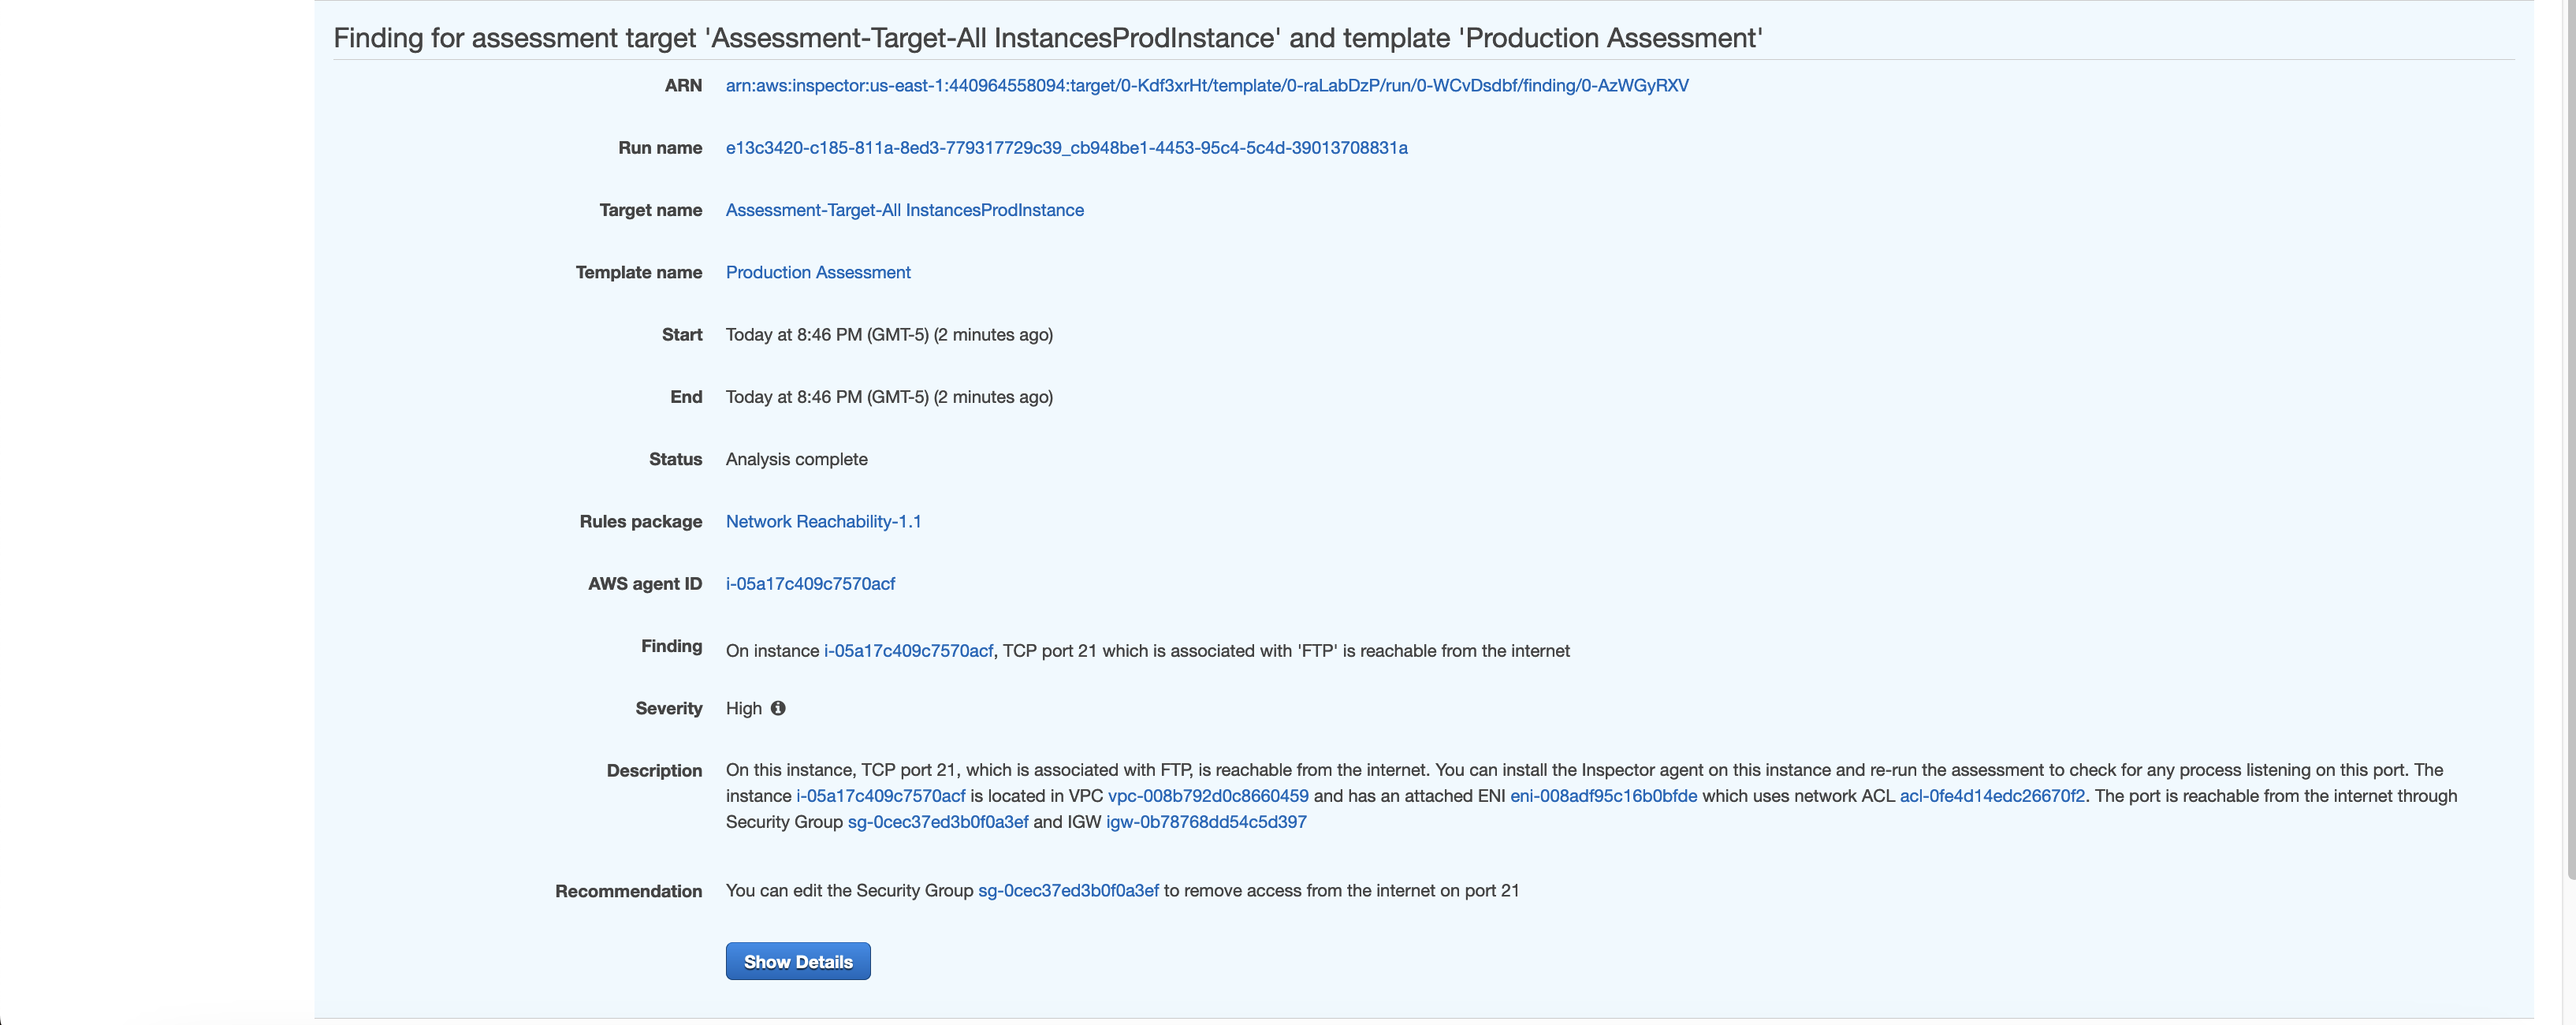 Finding for assessment target 'Assessment-Target-All InstancesProdInstance' and template 'Production Assessment'
ARN arn:aws:inspector:us-east-1:440964558094:target/0-Kdf3xrHt/template/0-raLabDzP/run/0-WCvDsdbf/finding/0-AzWGyRXV
Run name e13c3420-c185-811a-8ed3-779317729c39_cb948be1-4453-95c4-5c4d-39013708831a
Target name Assessment-Target-All InstancesProdInstance
Template name Production Assessment
Start Today at 8:46 PM (GMT-5) (2 minutes ago)
End Today at 8:46 PM (GMT-5) (2 minutes ago)
Status Analysis complete
Rules package Network Reachability-1.1
AWS agent ID i-05a17c409c7570acf
Finding On instance i-05a17c409c7570acf, TCP port 21 which is associated with 'FTP' is reachable from the internet
Severity High
Description On this instance, TCP port 21, which is associated with FTP, is reachable from the internet. You can install the Inspector agent on this instance and re-run the assessment to check for any process listening on this port. The
instance i-05a17c409c7570acf is located in VPC vpc-008b792d0c8660459 and has an attached ENI eni-008adf95c16b0bfde which uses network ACL acl-0fe4d14edc26670f2. The port is reachable from the internet through
Security Group sg-0cec37ed3b0f0a3ef and IGW igw-0b78768dd54c5d397
Recommendation You can edit the Security Group sg-0cec37ed3b0f0a3ef to remove access from the internet on port 21
Show Details